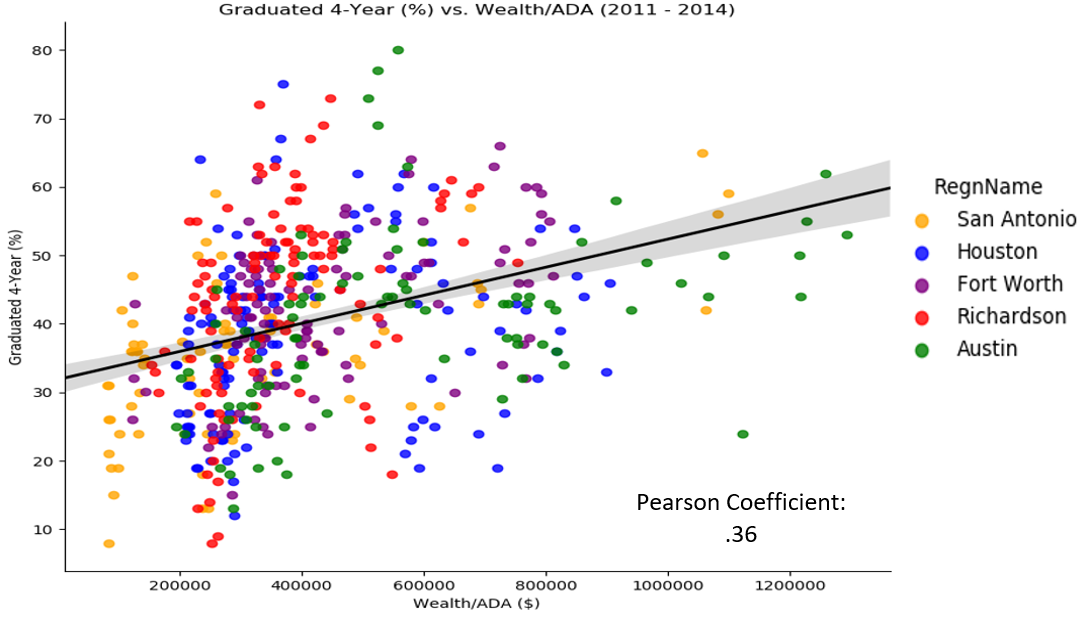 Graduated 4-Year (%) vs. Wealth/ADA (2011 - 2014)
Graduated 4-Year (%)
80
70
60
50
40
30
20
10
200000 400000 600000 800000 1000000 1200000
Wealth/ADA ($)
Pearson Coefficient:
.36
RegnName
San Antonio
Houston
Fort Worth
Richardson
Austin